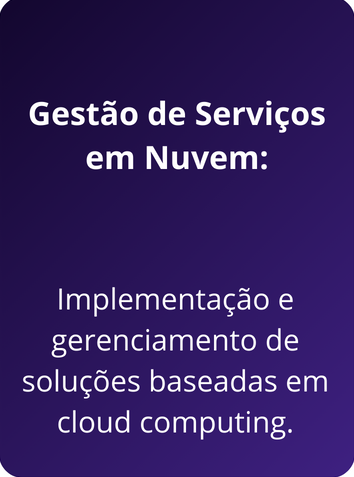 Gestão de Serviços
em Nuvem:
Implementação e
gerenciamento de
soluções baseadas em
cloud computing.